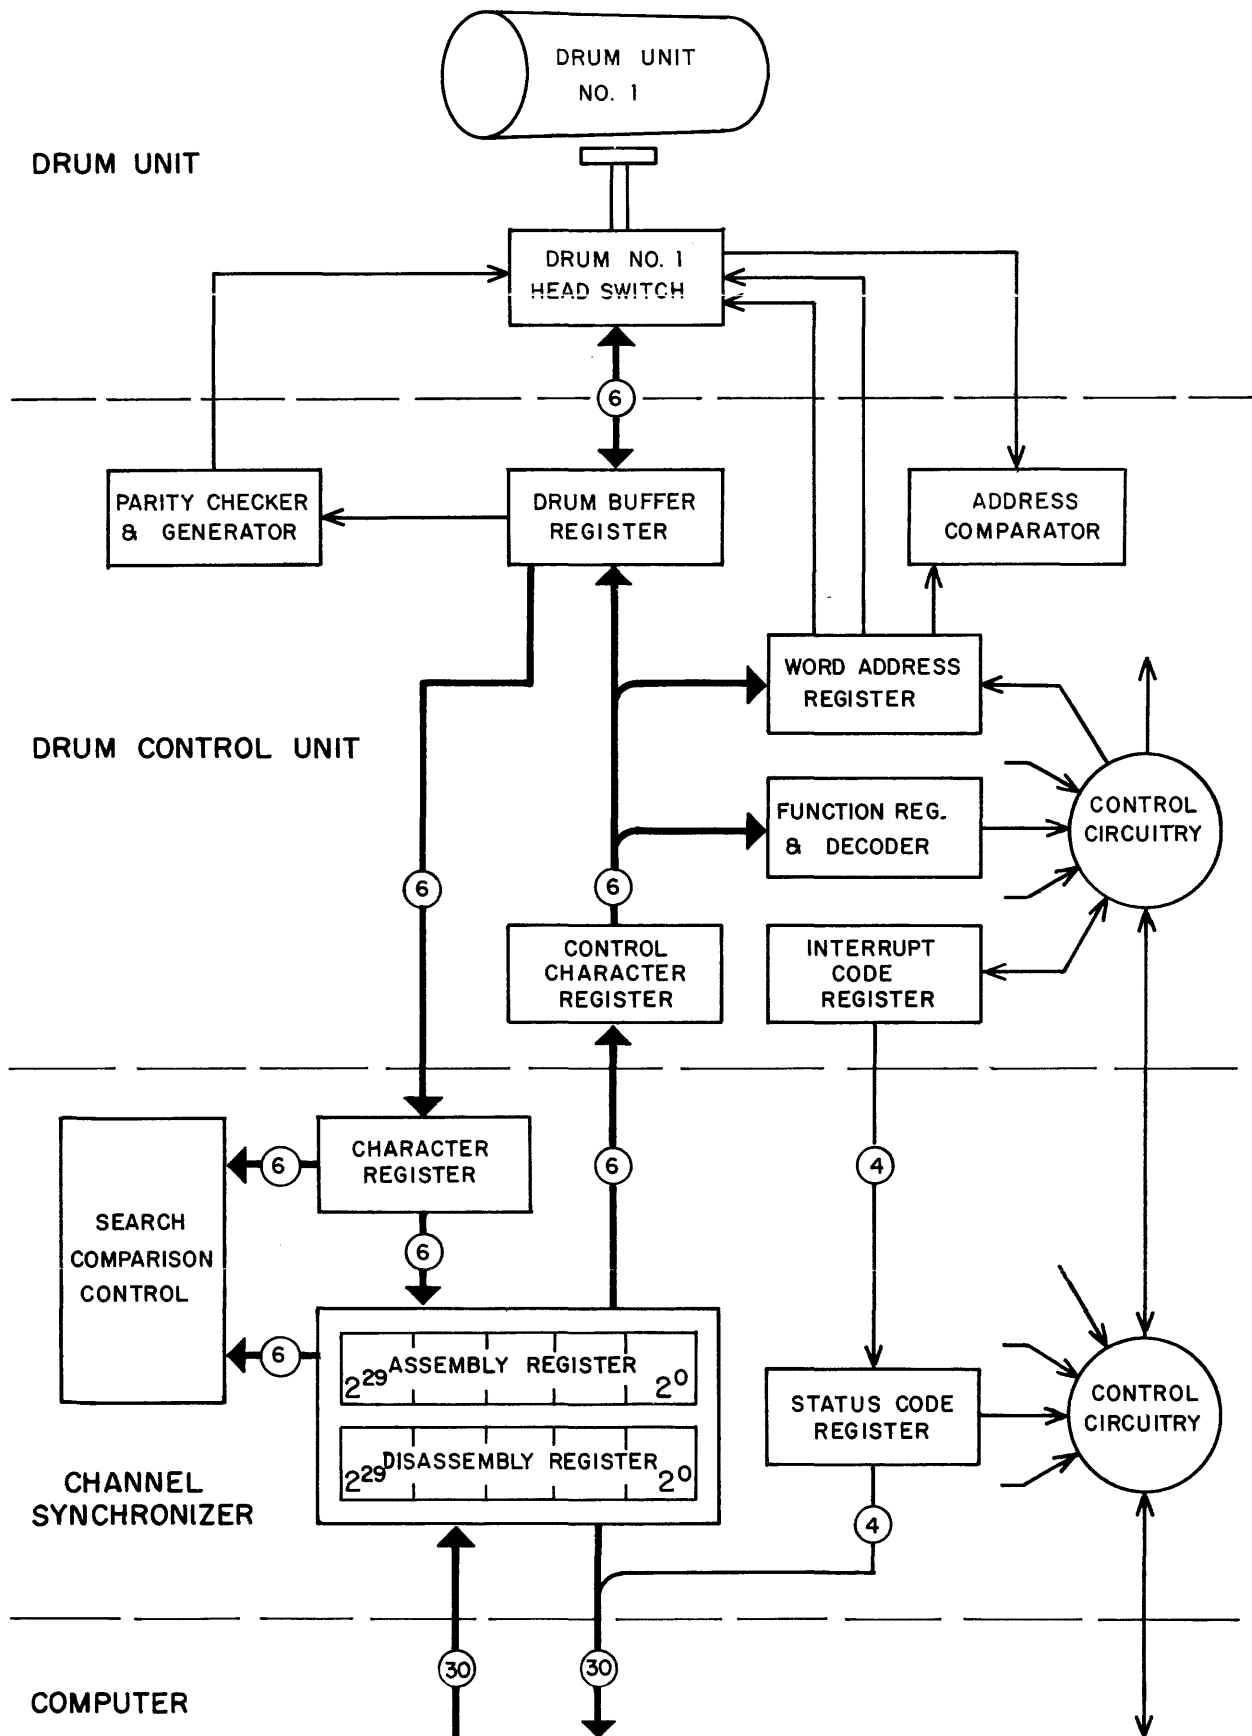 DRUM UNIT
NO. 1
DRUM UNIT
DRUM NO. 1
HEAD SWITCH
6
PARITY CHECKER
& GENERATOR
DRUM BUFFER
REGISTER
ADDRESS
COMPARATOR
WORD ADDRESS
REGISTER
DRUM CONTROL UNIT
FUNCTION REG.
& DECODER
CONTROL
CIRCUITRY
6
6
CONTROL
CHARACTER
REGISTER
INTERRUPT
CODE
REGISTER
CHARACTER
REGISTER
6
6
4
SEARCH
COMPARISON
CONTROL
6
6
2^29 ASSEMBLY REGISTER 2^0
2^29 DISASSEMBLY REGISTER 2^0
STATUS CODE
REGISTER
CONTROL
CIRCUITRY
CHANNEL
SYNCHRONIZER
4
30
30
COMPUTER